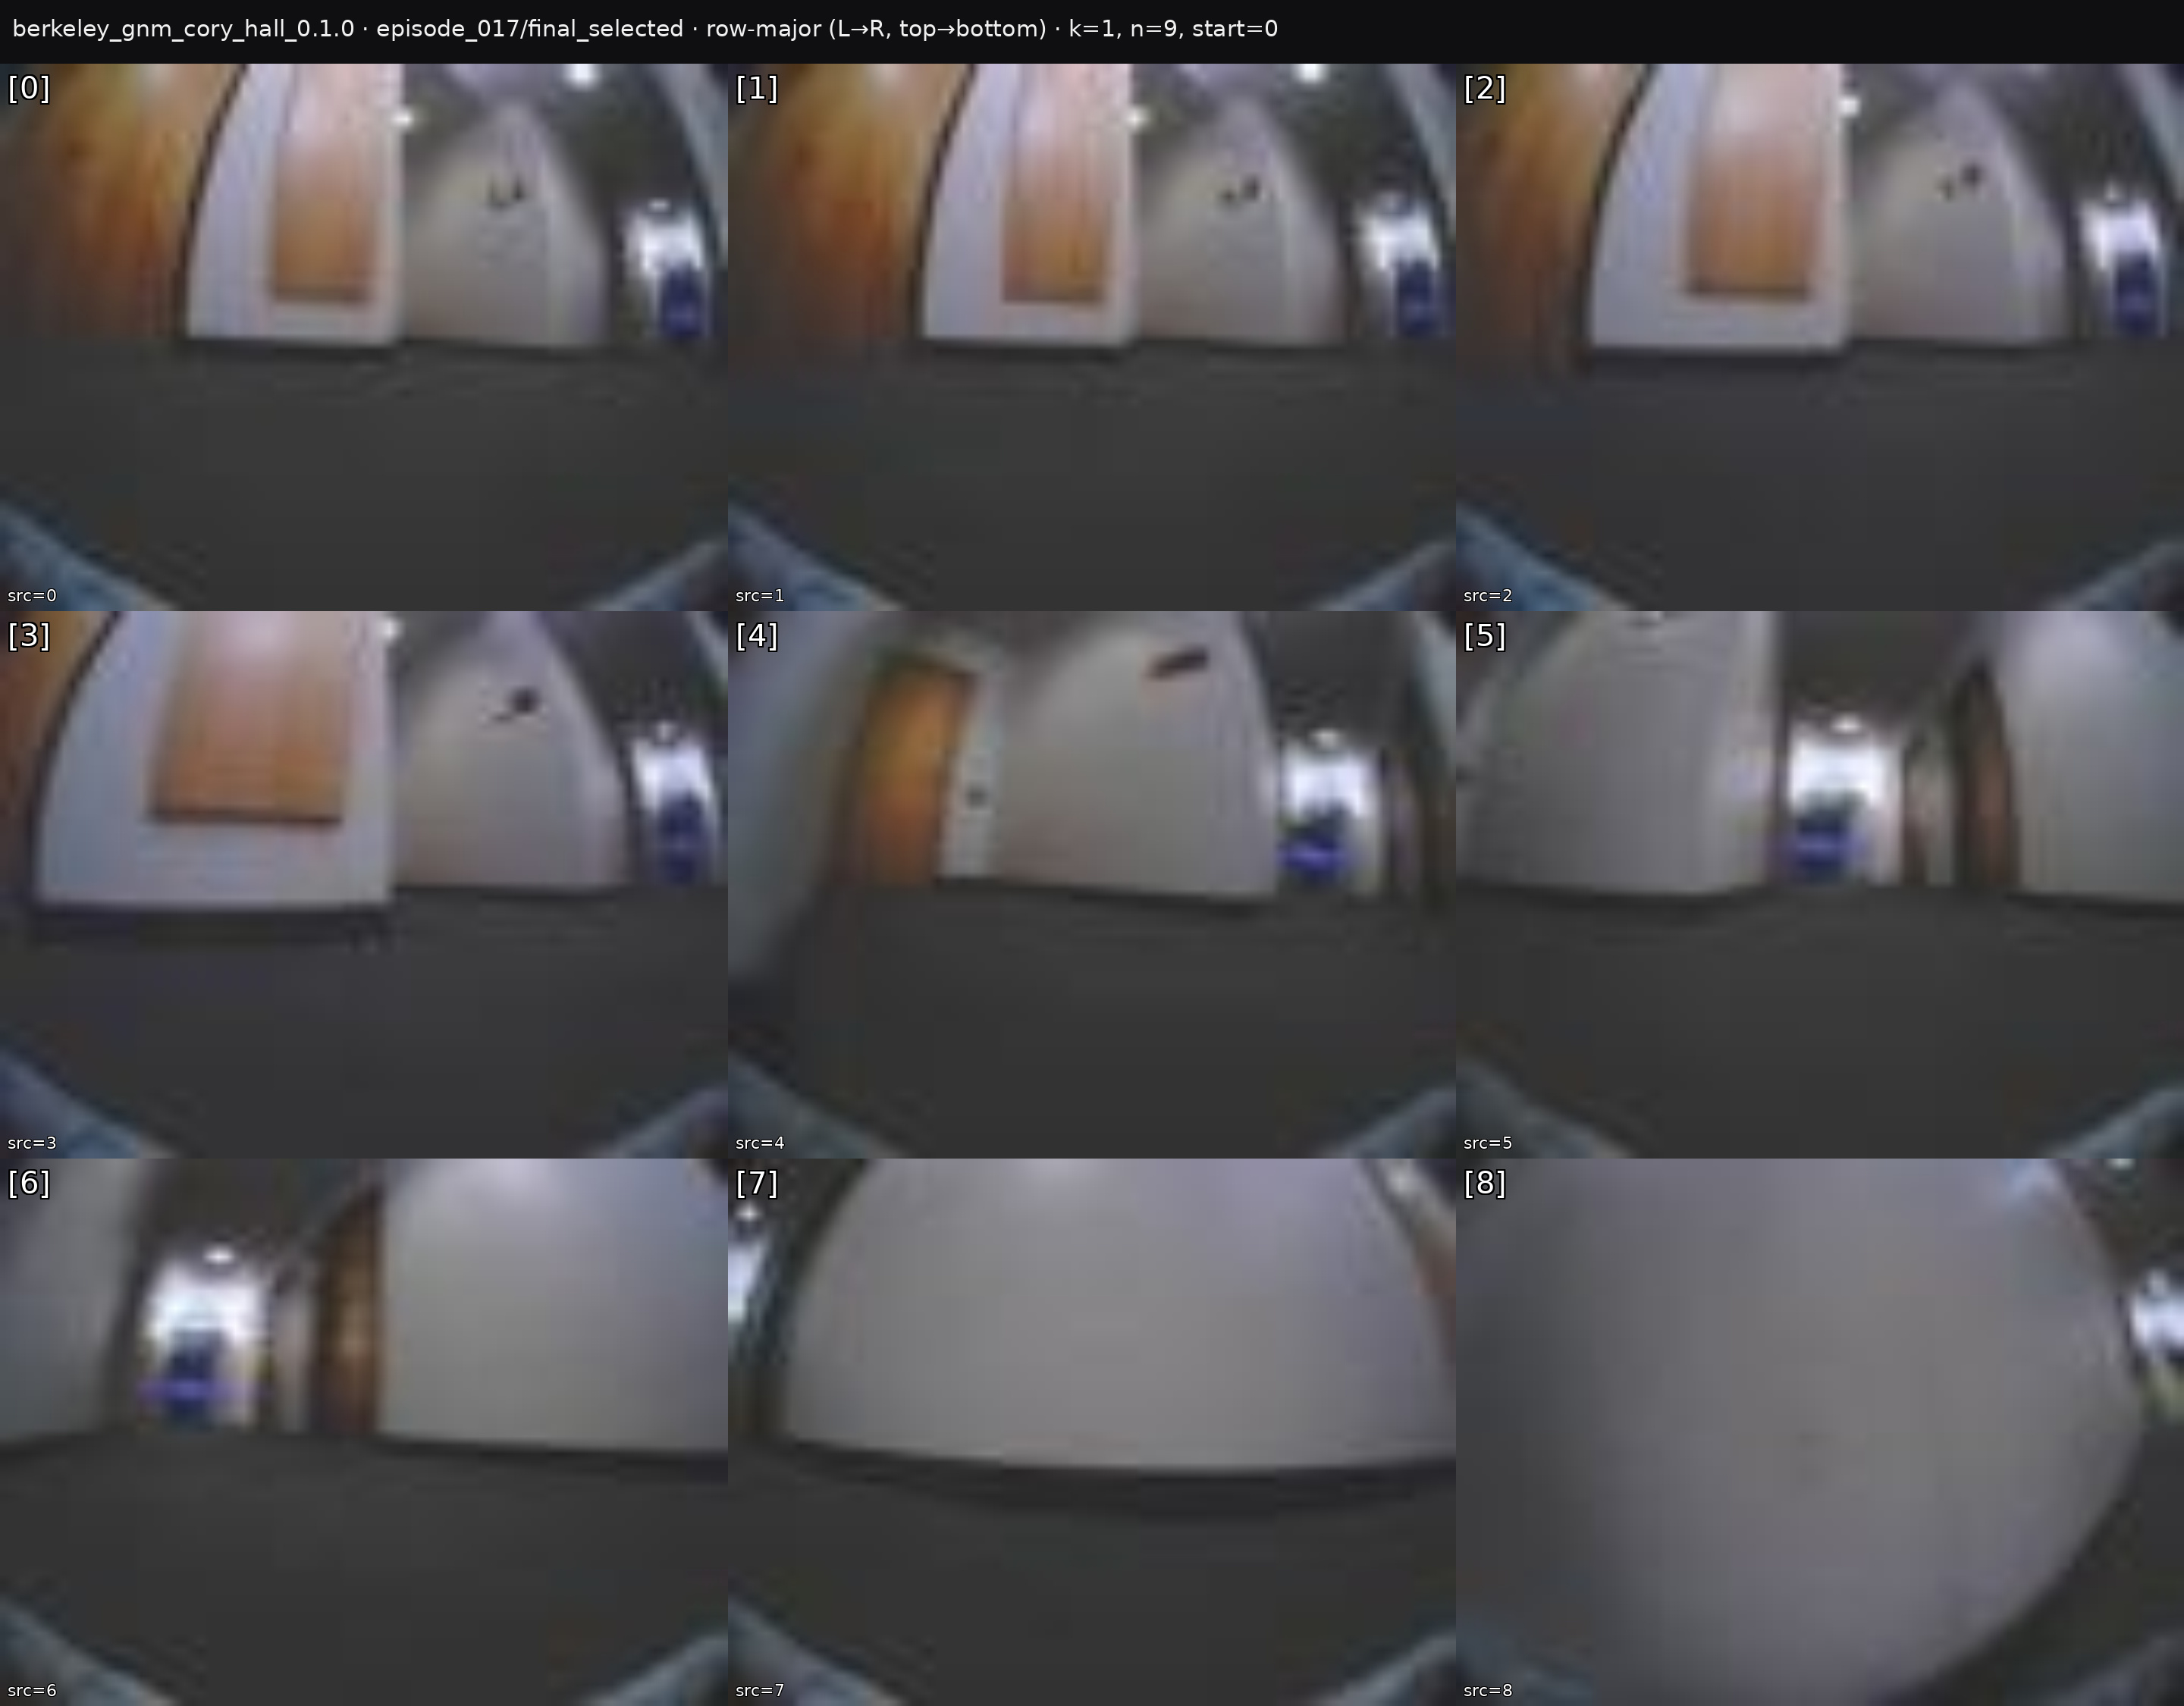 berkeley_gnm_cory_hall_0.1.0 · episode_017/final_selected · row-major (L→R, top→bottom) · k=1, n=9, start=0
[0]
[1]
[2]
src=0
src=1
src=2
[3]
[4]
[5]
src=3
src=4
src=5
[6]
[7]
[8]
src=6
src=7
src=8